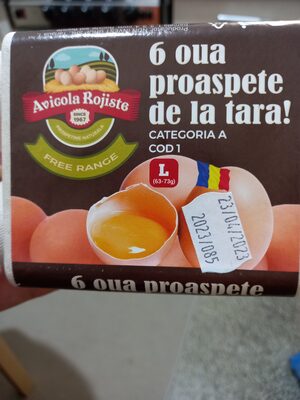 6 oua
proaspete
de la tara!
CATEGORIA A
COD 1
Avicola Rojiste
SINCE
1967
PROSPETIME NATURALA
FREE RANGE
L
(63-73g)
23/04/2023
2023/085
6 oua proaspete